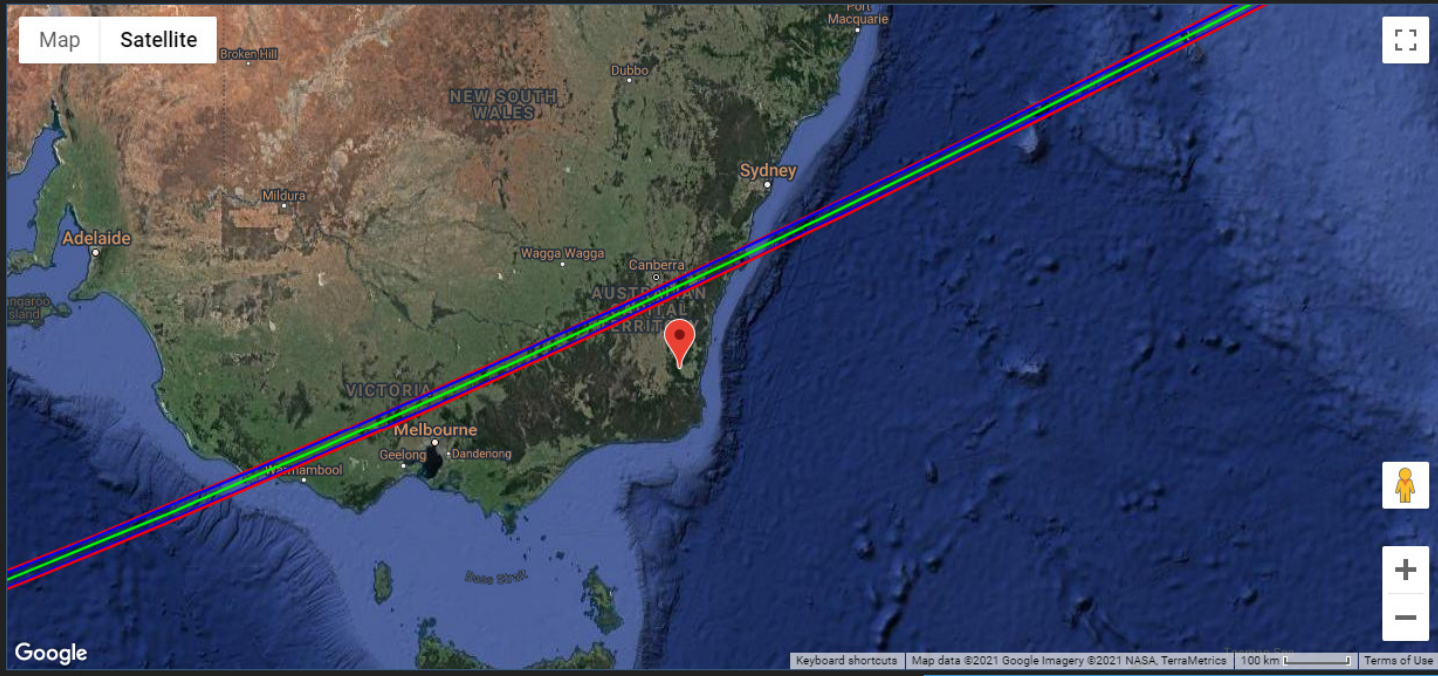 Port
Macquarie
Map
Satellite
Broken Hill
Dubbo
NEW SOUTH
WALES
Sydney
Mildura
Adelaide
Wagga Wagga
Canberra
AUSTRALIAN
CAPITAL
TERRITORY
VICTORIA
Melbourne
Geelong
Dandenong
Warrnambool
Bass Strait
Google
Keyboard shortcuts
Map data ©2021 Google Imagery ©2021 NASA, TerraMetrics
100 km
Terms of Use